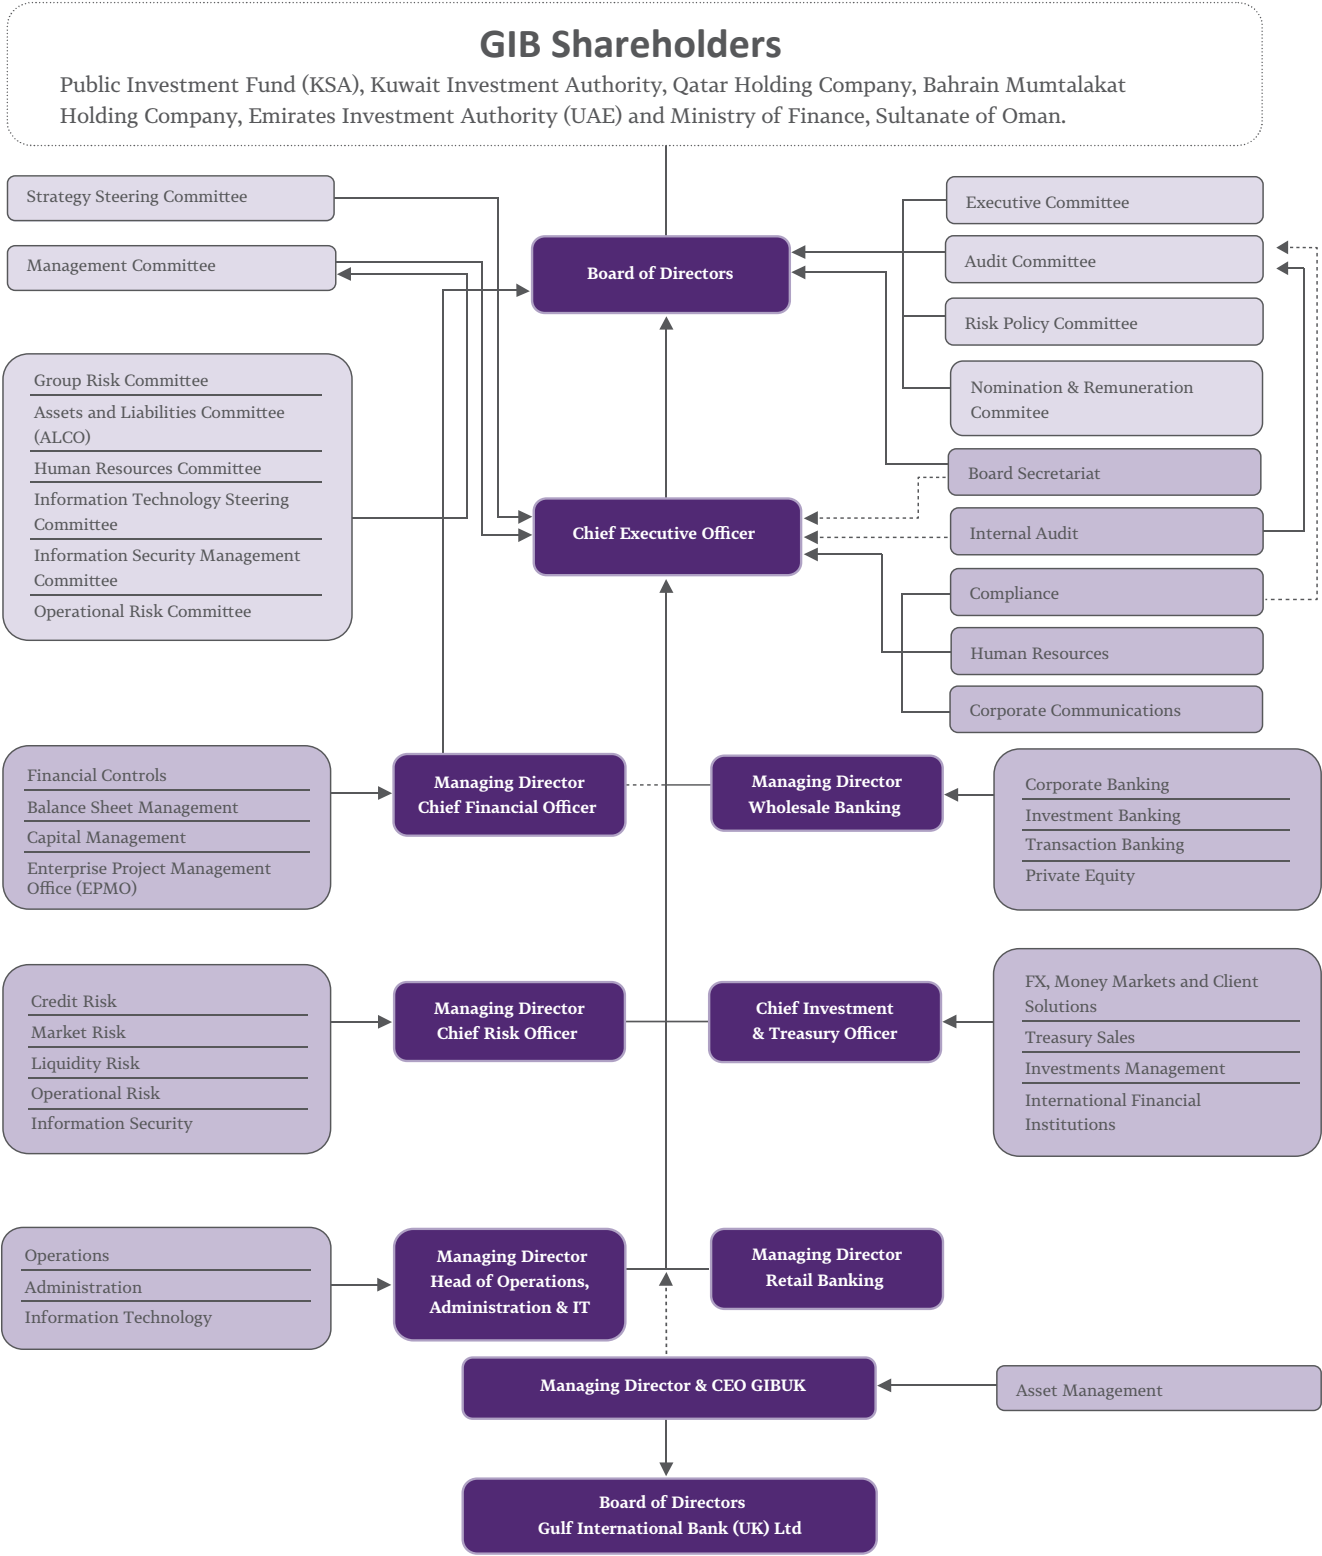 GIB Shareholders
Public Investment Fund (KSA), Kuwait Investment Authority, Qatar Holding Company, Bahrain Mumtalakat
Holding Company, Emirates Investment Authority (UAE) and Ministry of Finance, Sultanate of Oman.
Strategy Steering Committee
Management Committee
Board of Directors
Executive Committee
Audit Committee
Risk Policy Committee
Nomination & Remuneration
Commitee
Group Risk Committee
Assets and Liabilities Committee
(ALCO)
Human Resources Committee
Information Technology Steering
Committee
Information Security Management
Committee
Operational Risk Committee
Chief Executive Officer
Board Secretariat
Internal Audit
Compliance
Human Resources
Corporate Communications
Financial Controls
Balance Sheet Management
Capital Management
Enterprise Project Management
Office (EPMO)
Managing Director
Chief Financial Officer
Managing Director
Wholesale Banking
Corporate Banking
Investment Banking
Transaction Banking
Private Equity
Credit Risk
Market Risk
Liquidity Risk
Operational Risk
Information Security
Managing Director
Chief Risk Officer
Chief Investment
& Treasury Officer
FX, Money Markets and Client
Solutions
Treasury Sales
Investments Management
International Financial
Institutions
Operations
Administration
Information Technology
Managing Director
Head of Operations,
Administration & IT
Managing Director
Retail Banking
Managing Director & CEO GIBUK
Asset Management
Board of Directors
Gulf International Bank (UK) Ltd